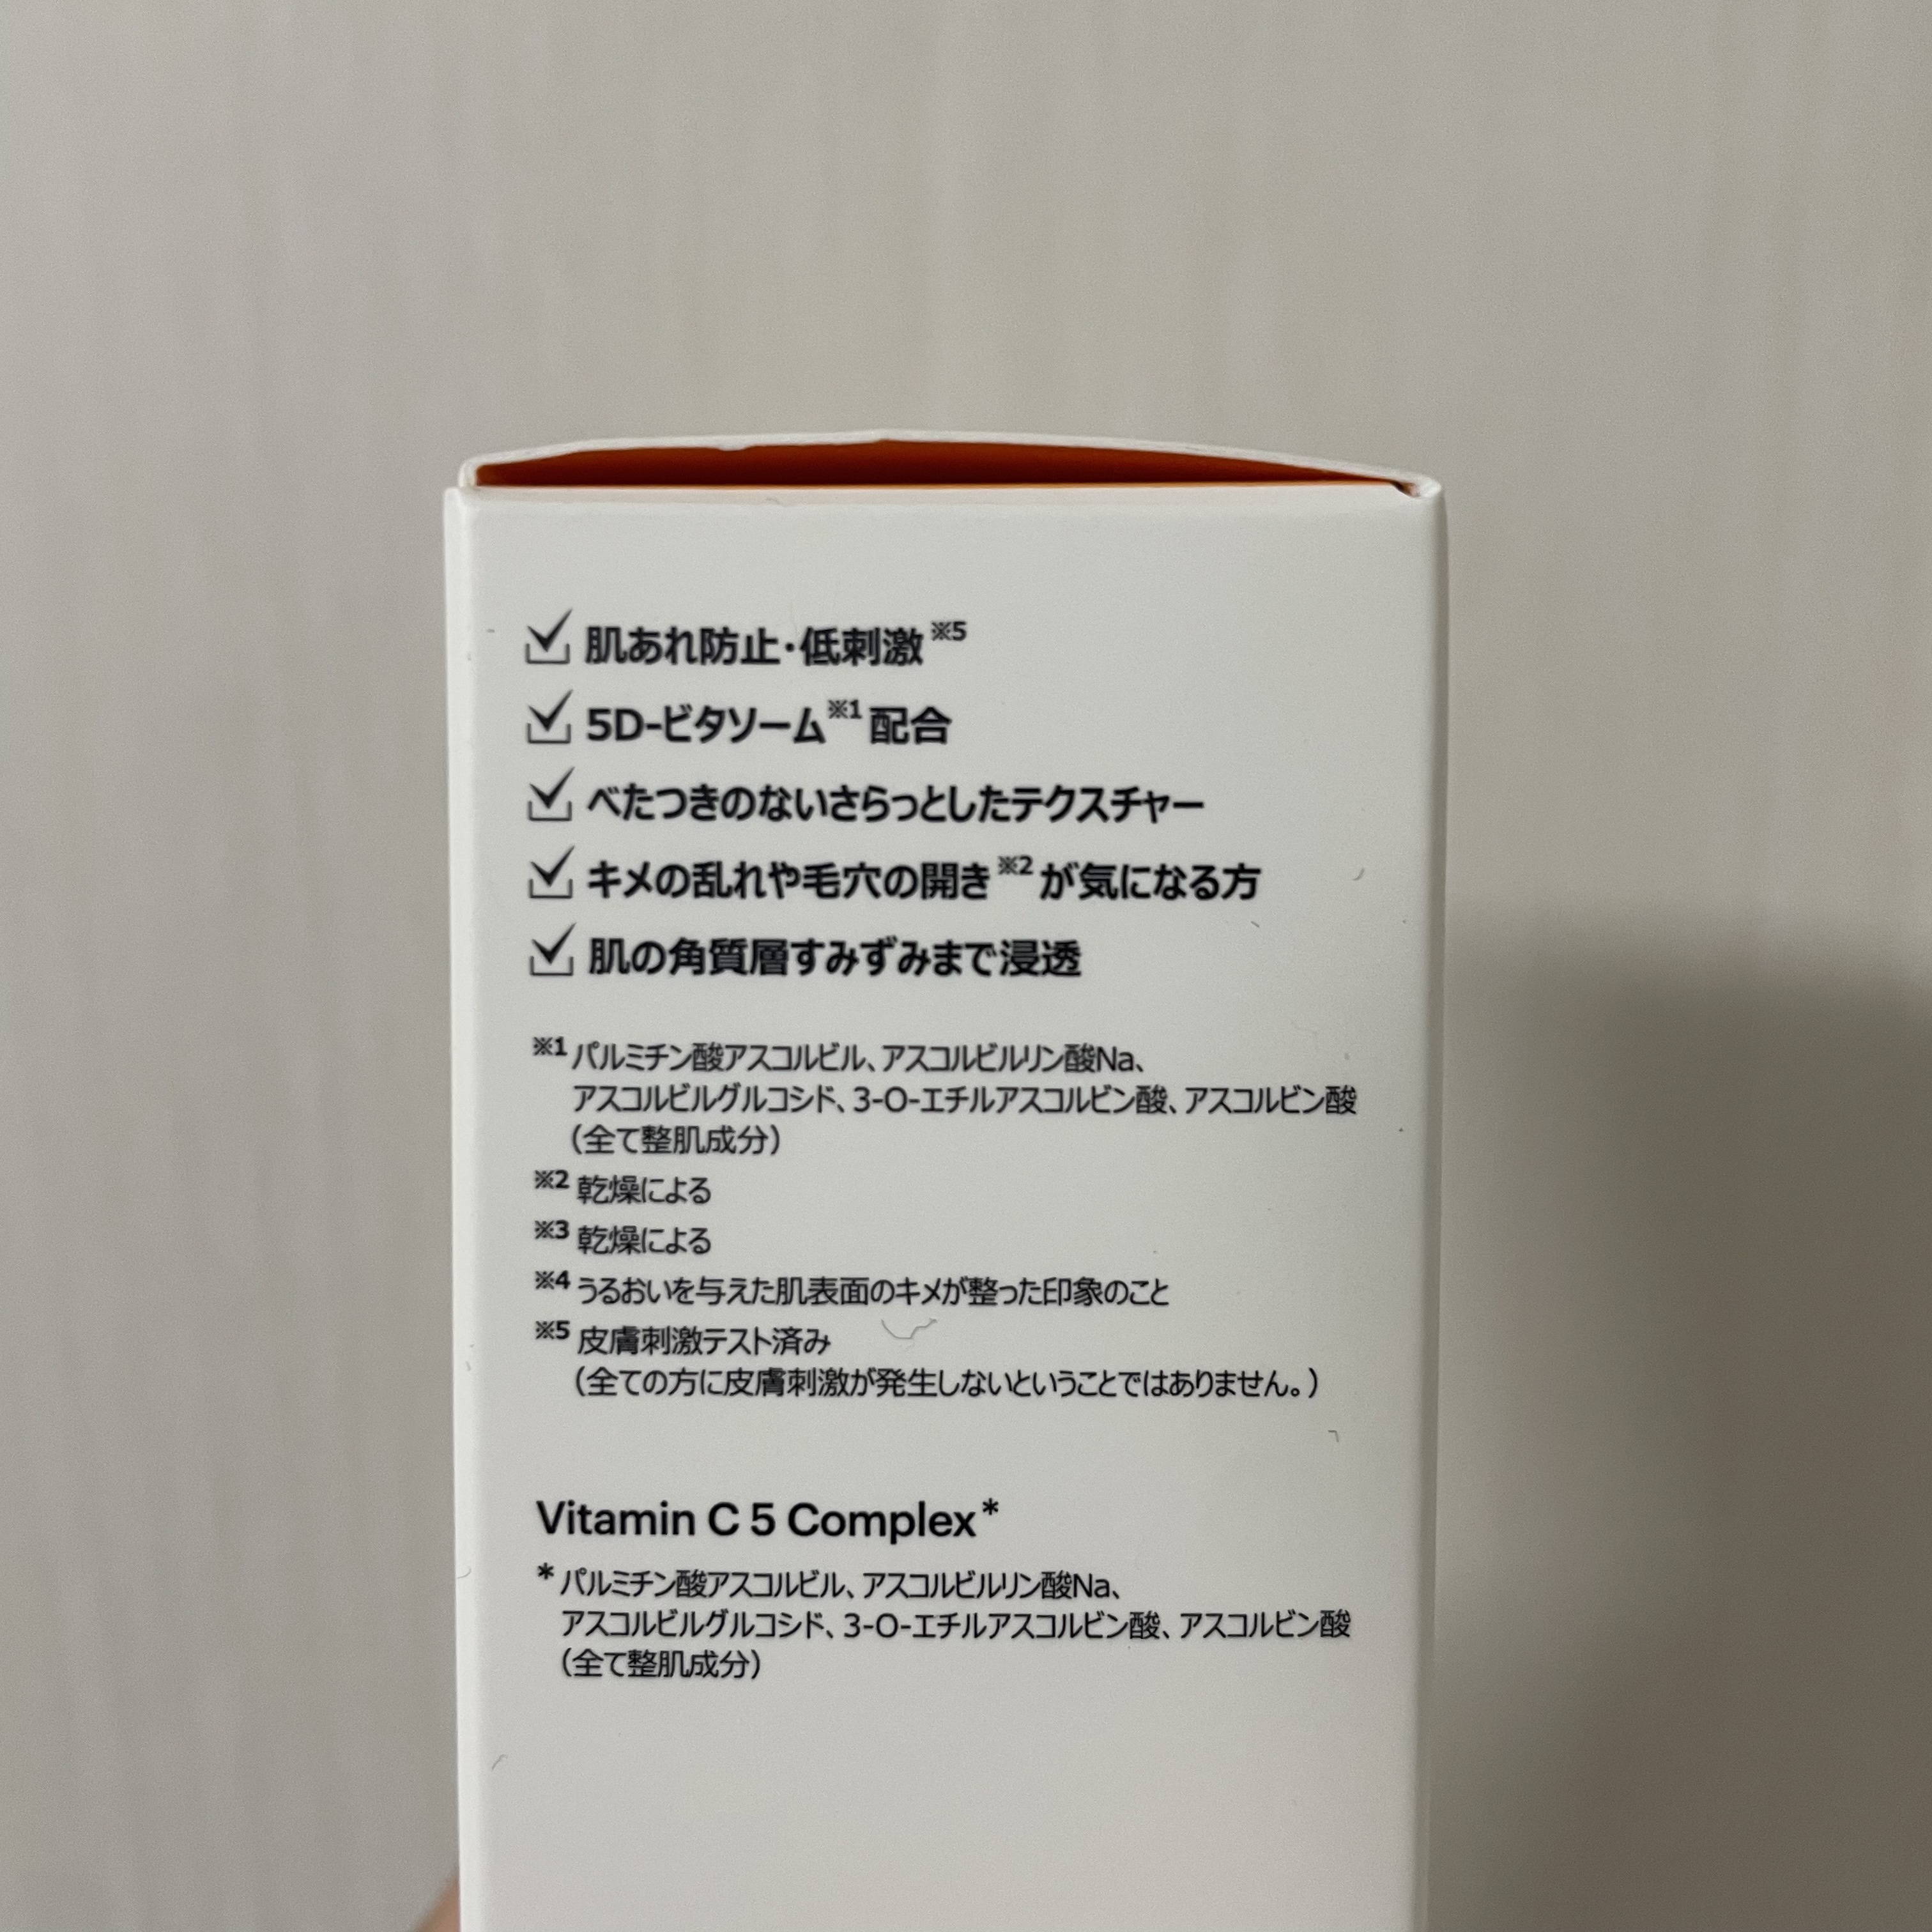 肌あれ防止・低刺激※5
5D-ビタソーム※1配合
べたつきのないさらっとしたテクスチャー
キメの乱れや毛穴の開き※2が気になる方
肌の角質層すみずみまで浸透
※1 パルミチン酸アスコルビル、アスコルビルリン酸Na、
アスコルビルグルコシド、3-O-エチルアスコルビン酸、アスコルビン酸
（全て整肌成分）
※2 乾燥による
※3 乾燥による
※4 うるおいを与えた肌表面のキメが整った印象のこと
※5 皮膚刺激テスト済み
（全ての方に皮膚刺激が発生しないということではありません。）
Vitamin C 5 Complex*
* パルミチン酸アスコルビル、アスコルビルリン酸Na、
アスコルビルグルコシド、3-O-エチルアスコルビン酸、アスコルビン酸
（全て整肌成分）